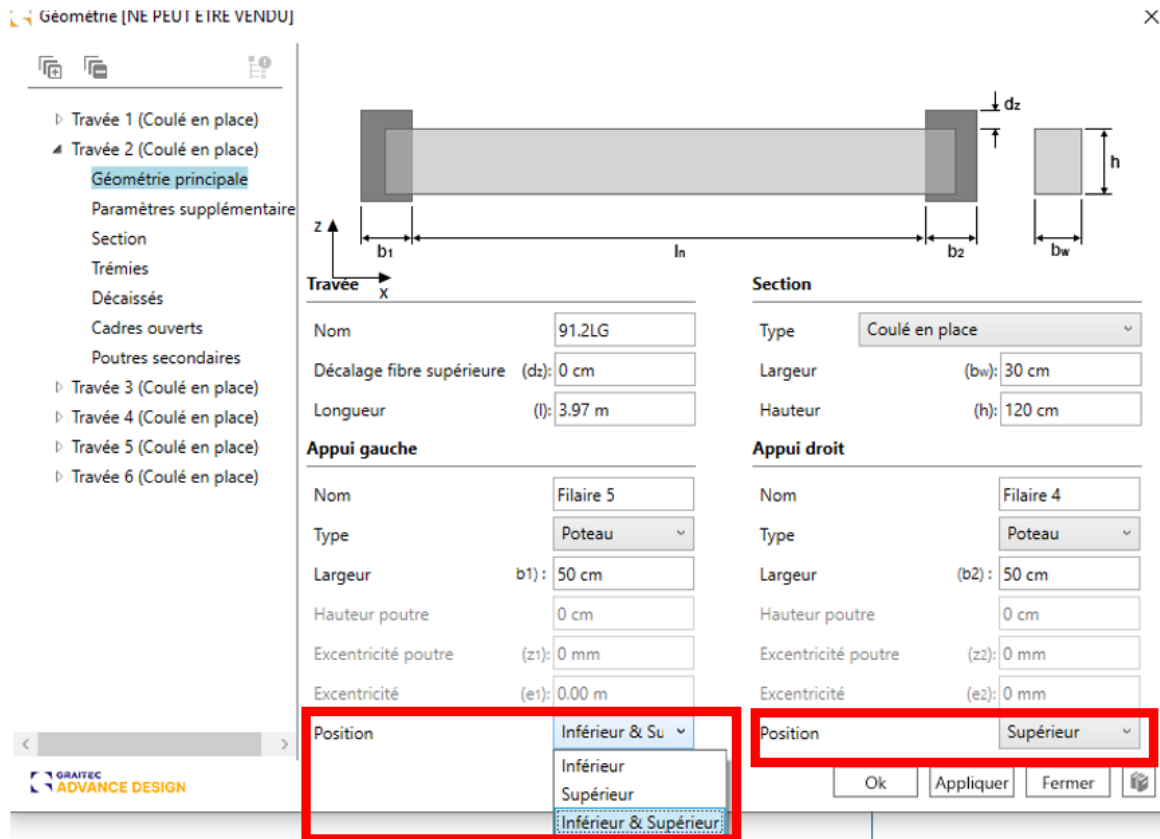 Géométrie [NE PEUT ETRE VENDU]
Travée 1 (Coulé en place)
Travée 2 (Coulé en place)
Géométrie principale
Paramètres supplémentaire
Section
Trémies
Décaissés
Cadres ouverts
Poutres secondaires
Travée 3 (Coulé en place)
Travée 4 (Coulé en place)
Travée 5 (Coulé en place)
Travée 6 (Coulé en place)
dz
h
z
b1
ln
b2
bw
x
Travée
Nom 91.2LG
Décalage fibre supérieure (dz): 0 cm
Longueur (l): 3.97 m
Section
Type Coulé en place
Largeur (bw): 30 cm
Hauteur (h): 120 cm
Appui gauche
Nom Filaire 5
Type Poteau
Largeur b1) : 50 cm
Hauteur poutre 0 cm
Excentricité poutre (z1): 0 mm
Excentricité (e1): 0.00 m
Position Inférieur & Su
Inférieur
Supérieur
Inférieur & Supérieur
Appui droit
Nom Filaire 4
Type Poteau
Largeur (b2) : 50 cm
Hauteur poutre 0 cm
Excentricité poutre (z2): 0 mm
Excentricité (e2): 0 mm
Position Supérieur
GRAITEC
ADVANCE DESIGN
Ok Appliquer Fermer